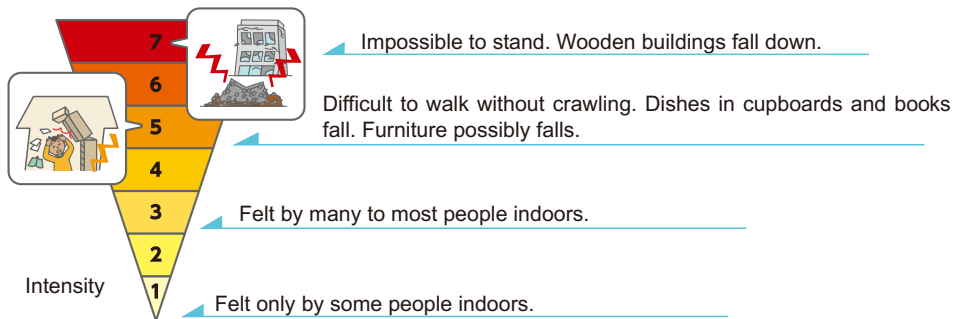 7
Impossible to stand. Wooden buildings fall down.
6
Difficult to walk without crawling. Dishes in cupboards and books
fall. Furniture possibly falls.
5
4
3
Felt by many to most people indoors.
2
Intensity
1
Felt only by some people indoors.